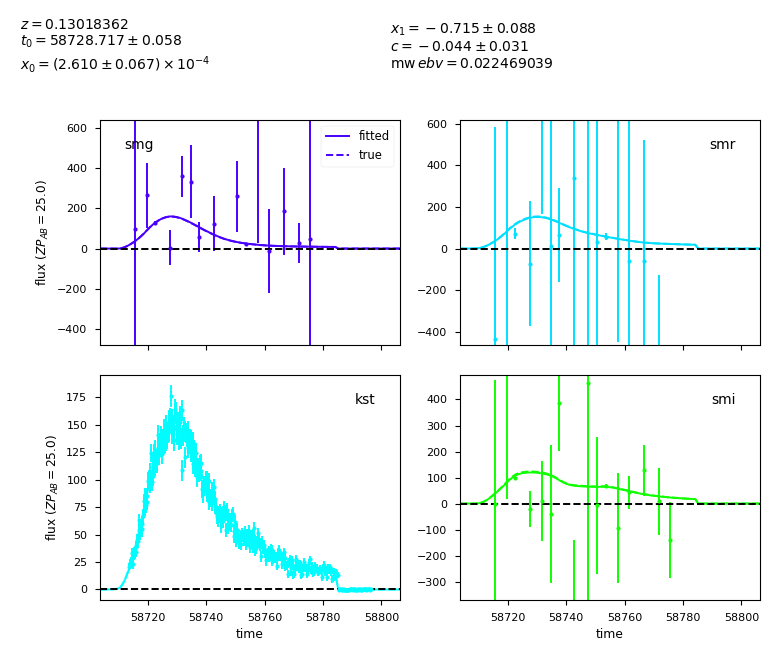 z = 0.13018362
t₀ = 58728.717 ± 0.058
x₀ = (2.610 ± 0.067) × 10⁻⁴
x₁ = −0.715 ± 0.088
c = −0.044 ± 0.031
mw ebv = 0.022469039
smg
fitted
true
600
400
200
0
−200
−400
flux (ZP_AB = 25.0)
smr
600
400
200
0
−200
−400
kst
175
150
125
100
75
50
25
0
flux (ZP_AB = 25.0)
58720 58740 58760 58780 58800
time
smi
400
300
200
100
0
−100
−200
−300
58720 58740 58760 58780 58800
time